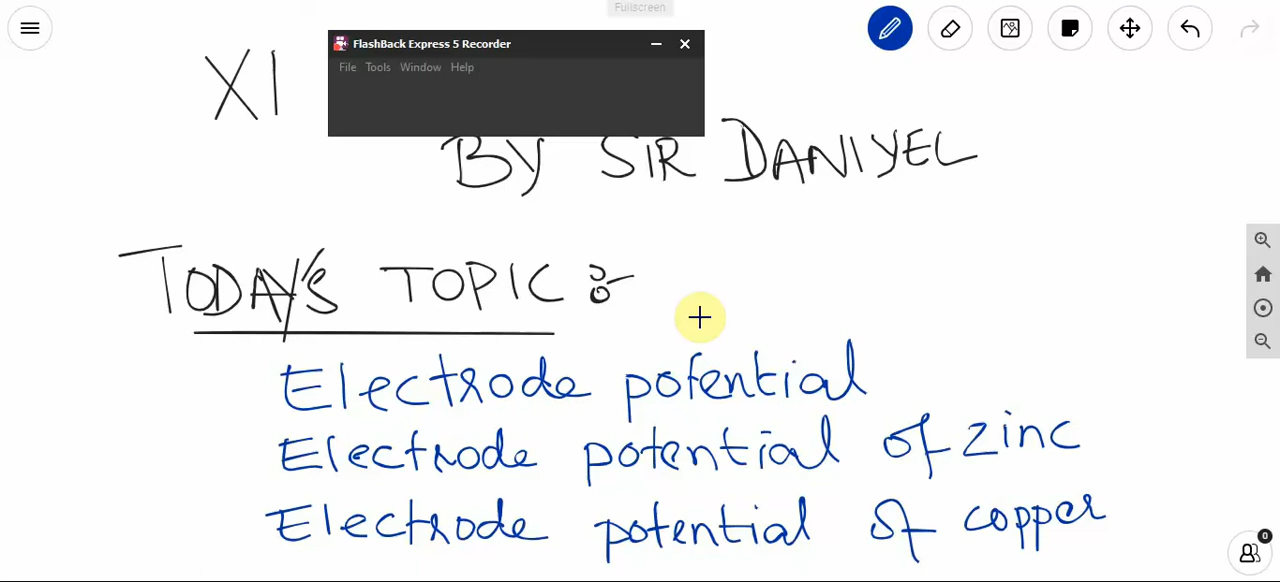 Fullscreen
XI
FlashBack Express 5 Recorder
File Tools Window Help
BY SIR DANIYEL
TODAY'S TOPIC :-
Electrode potential
Electrode potential of zinc
Electrode potential of copper
0